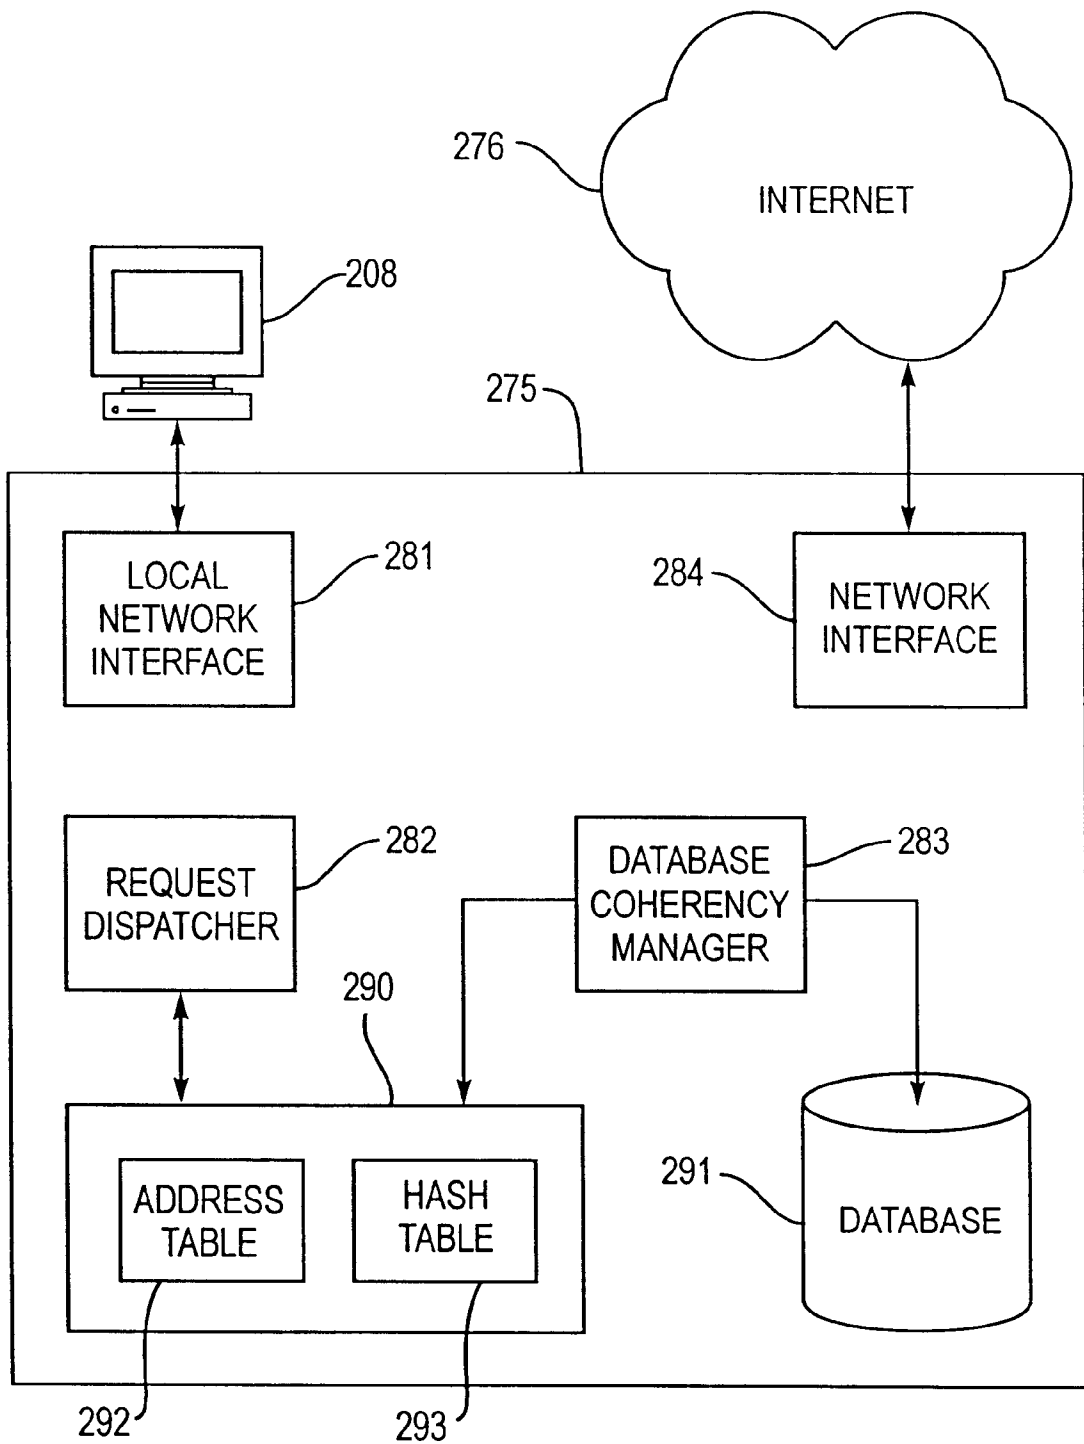 276
INTERNET
208
275
LOCAL
NETWORK
INTERFACE
281
284
NETWORK
INTERFACE
REQUEST
DISPATCHER
282
DATABASE
COHERENCY
MANAGER
283
290
ADDRESS
TABLE
HASH
TABLE
291
DATABASE
292
293